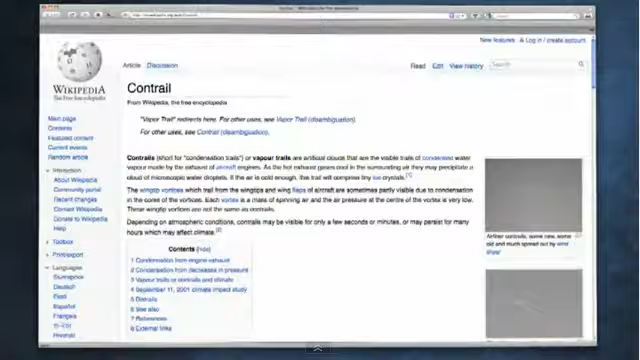 New features Log in / create account
WIKIPEDIA
The Free Encyclopedia
Article Discussion
Read Edit View history
Search
Main page
Contents
Featured content
Current events
Random article
Interaction
About Wikipedia
Community portal
Recent changes
Contact Wikipedia
Donate to Wikipedia
Help
Toolbox
Print/export
Languages
Deutsch
Español
Français
한국어
Hrvatski
Contrail
From Wikipedia, the free encyclopedia
"Vapor Trail" redirects here. For other uses, see Vapor Trail (disambiguation).
For other uses, see Contrail (disambiguation).
Contrails (short for "condensation trails") or vapour trails are artificial clouds that are the visible trails of condensed water
vapour made by the exhaust of aircraft engines. As the hot exhaust gases cool in the surrounding air they may precipitate a
cloud of microscopic water droplets. If the air is cold enough, the trail will comprise tiny ice crystals.[1]
The wingtip vortices which trail from the wingtips and wing flaps of aircraft are sometimes partly visible due to condensation
in the cores of the vortices. Each vortex is a mass of spinning air and the air pressure at the centre of the vortex is very low.
These wingtip vortices are not the same as contrails.
Depending on atmospheric conditions, contrails may be visible for only a few seconds or minutes, or may persist for many
hours which may affect climate.[2]
Contents [hide]
1 Condensation from engine exhaust
2 Condensation from decreases in pressure
3 Vapour trails or contrails and climate
4 September 11, 2001 climate impact study
5 Distrails
6 See also
7 References
8 External links
Airliner contrails, some new, some
old and much spread out by wind
shear